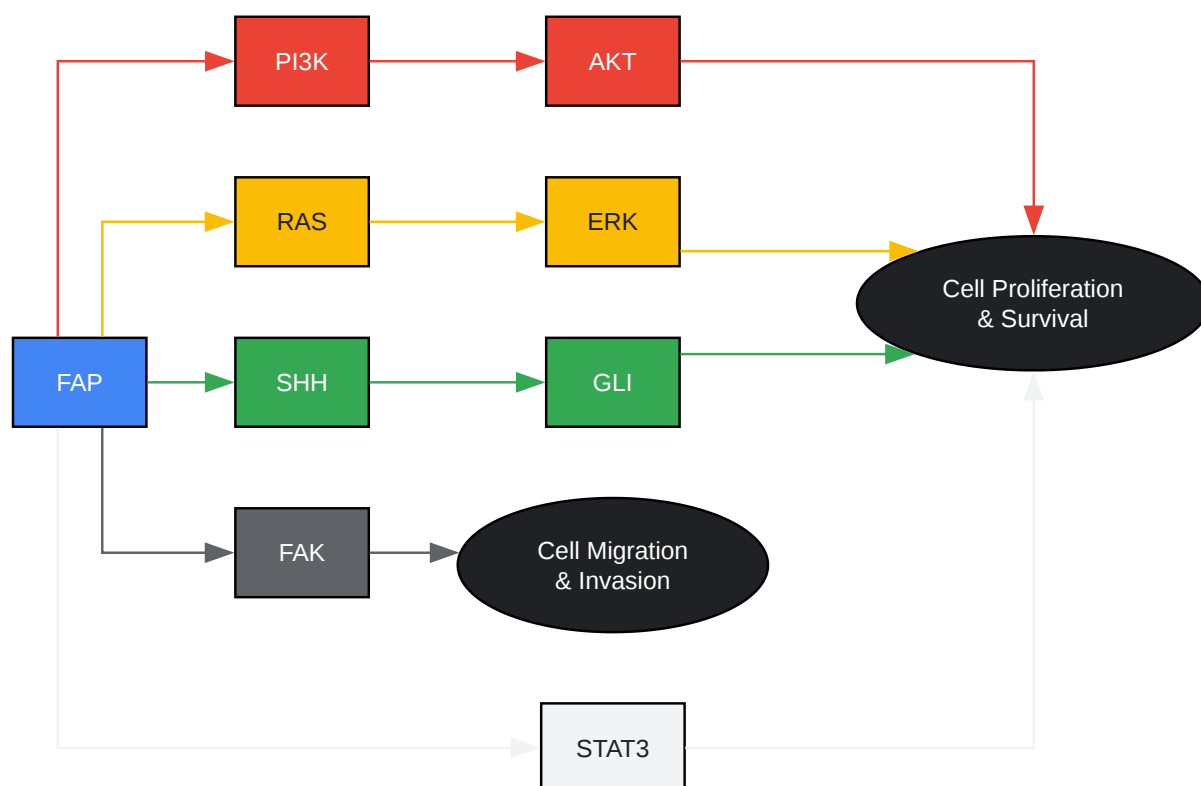 PI3K
AKT
RAS
ERK
Cell Proliferation
& Survival
FAP
SHH
GLI
FAK
Cell Migration
& Invasion
STAT3